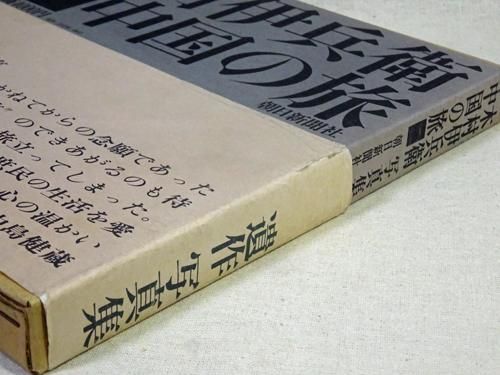 伊兵衛
中国の旅
朝日新聞社
かねてからの念願であった
のできあがるのも待
旅立ってしまった。
庶民の生活を愛
心の温かい
中島健蔵
木村伊兵衛写真集
中国の旅
朝日新聞社
遺作写真集